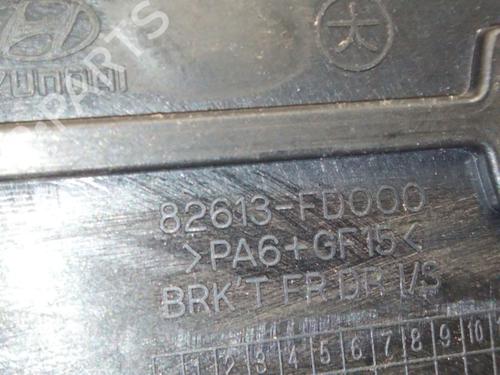 HYUNDAI
82613-FD000
>PA6+GF15<
BRK'T FR DR I/S
1 2 3 4 5 6 7 8 9 10